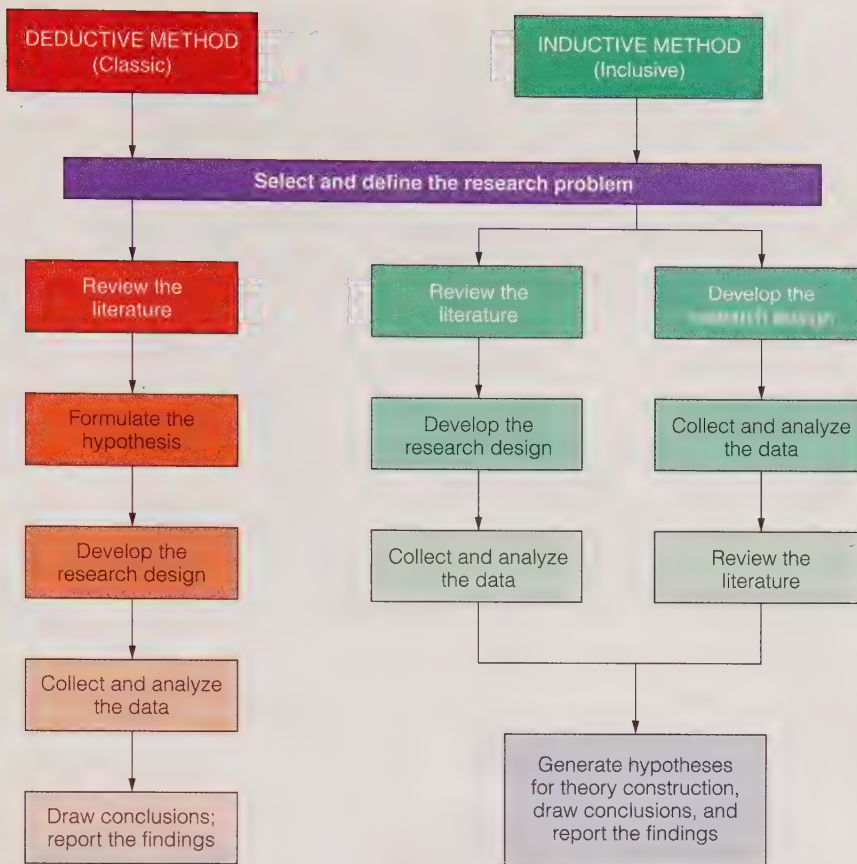 DEDUCTIVE METHOD
(Classic)
INDUCTIVE METHOD
(Inclusive)
Select and define the research problem
Review the
literature
Review the
literature
Develop the
research design
Formulate the
hypothesis
Develop the
research design
Collect and analyze
the data
Develop the
research design
Collect and analyze
the data
Review the
literature
Collect and analyze
the data
Draw conclusions;
report the findings
Generate hypotheses
for theory construction,
draw conclusions, and
report the findings